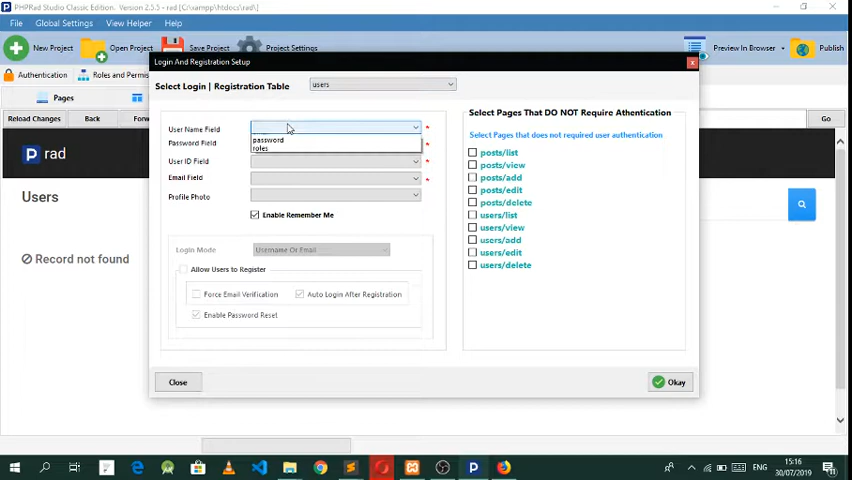 PHPRad Studio Classic Edition. - Version 2.5.5 - rad [C:\xampp\htdocs\rad]
File Global Settings View Helper Help
New Project Open Project Save Project Project Settings Preview In Browser Publish
Authentication Roles and Permis
Pages
Reload Changes Back Forw Go
rad
Users
Record not found
Login And Registration Setup
x
Select Login | Registration Table users
User Name Field *
password
roles
Password Field *
User ID Field *
Email Field *
Profile Photo
Enable Remember Me
Login Mode Username Or Email
Allow Users to Register
Force Email Verification Auto Login After Registration
Enable Password Reset
Select Pages That DO NOT Require Athentication
Select Pages that does not required user authentication
posts/list
posts/view
posts/add
posts/edit
posts/delete
users/list
users/view
users/add
users/edit
users/delete
Close Okay
ENG
15:16
30/07/2019